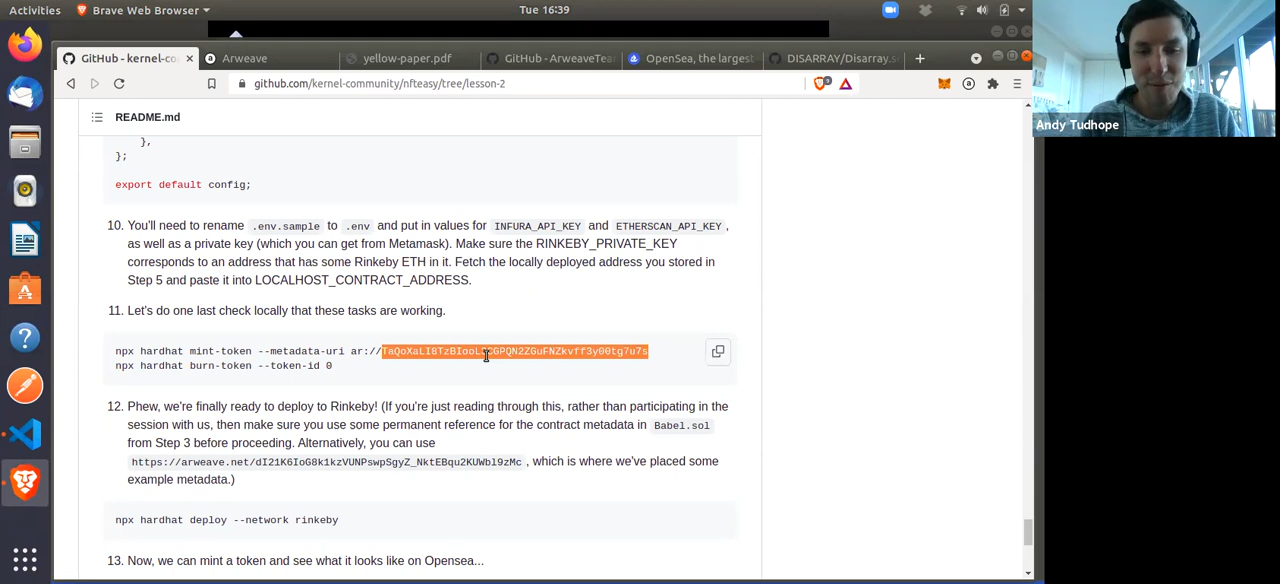 Activities
Brave Web Browser
Tue 16:39
GitHub - kernel-co
Arweave
yellow-paper.pdf
GitHub - ArweaveTea
OpenSea, the largest
DISARRAY/Disarray.s
github.com/kernel-community/nfteasy/tree/lesson-2
Andy Tudhope
README.md
},
};
export default config;
10. You'll need to rename .env.sample to .env and put in values for INFURA_API_KEY and ETHERSCAN_API_KEY ,
as well as a private key (which you can get from Metamask). Make sure the RINKEBY_PRIVATE_KEY
corresponds to an address that has some Rinkeby ETH in it. Fetch the locally deployed address you stored in
Step 5 and paste it into LOCALHOST_CONTRACT_ADDRESS.
11. Let's do one last check locally that these tasks are working.
npx hardhat mint-token --metadata-uri
npx hardhat burn-token --token-id 0
12. Phew, we're finally ready to deploy to Rinkeby! (If you're just reading through this, rather than participating in the
session with us, then make sure you use some permanent reference for the contract metadata in Babel.sol
from Step 3 before proceeding. Alternatively, you can use
https://arweave.net/dI21K6IoG8k1kzVUNPswpSgyZ_NktEBqu2KUWbl9zMc , which is where we've placed some
example metadata.)
npx hardhat deploy --network rinkeby
13. Now, we can mint a token and see what it looks like on Opensea...